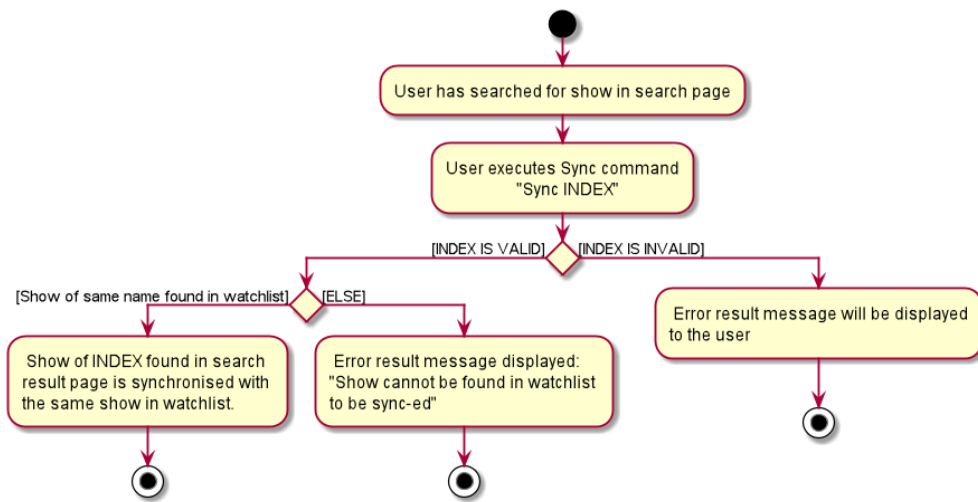 User has searched for show in search page
User executes Sync command
"Sync INDEX"
[INDEX IS VALID]
[INDEX IS INVALID]
[Show of same name found in watchlist]
[ELSE]
Error result message will be displayed
to the user
Show of INDEX found in search
result page is synchronised with
the same show in watchlist.
Error result message displayed:
"Show cannot be found in watchlist
to be sync-ed"